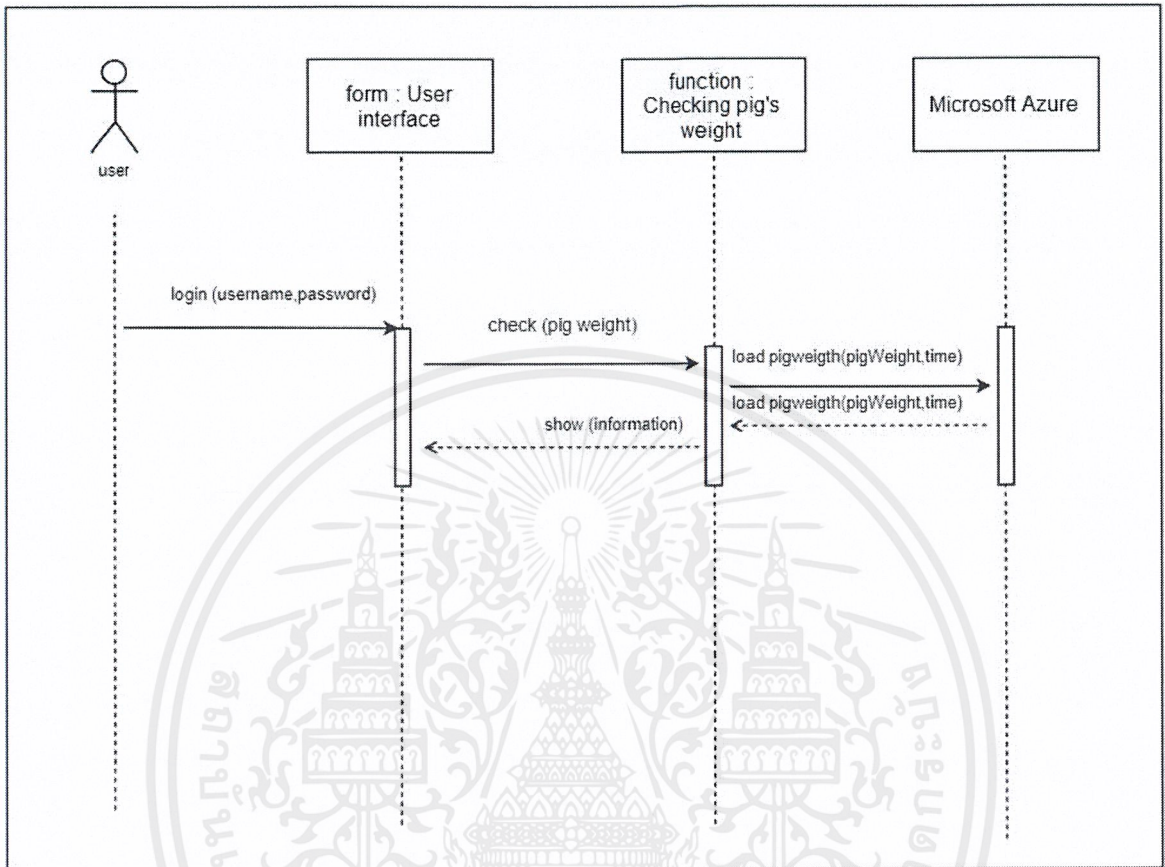 form : User
interface
function :
Checking pig's
weight
Microsoft Azure
user
login (username,password)
check (pig weight)
load pigweigth(pigWeight,time)
load pigweigth(pigWeight,time)
show (information)